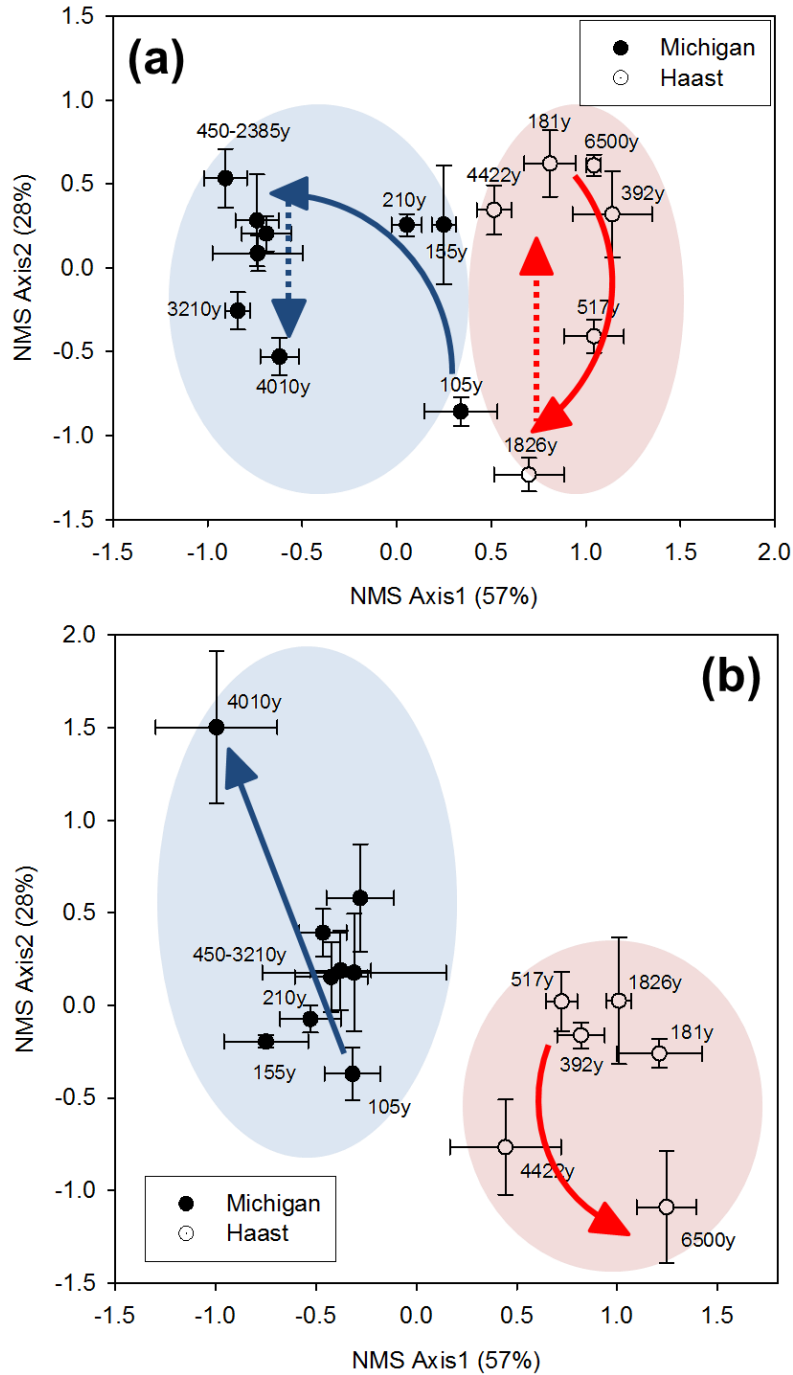 1.5
(a)
Michigan
Haast
1.0
181y
6500y
450-2385y
4422y
392y
0.5
210y
155y
NMS Axis2 (28%)
0.0
3210y
517y
-0.5
4010y
105y
-1.0
1826y
-1.5
-1.5 -1.0 -0.5 0.0 0.5 1.0 1.5 2.0
NMS Axis1 (57%)
2.0
(b)
4010y
1.5
1.0
NMS Axis2 (28%)
0.5
450-3210y
517y 1826y
210y
0.0
181y
155y
392y
105y
-0.5
4422y
Michigan
Haast
-1.0
6500y
-1.5
-1.5 -1.0 -0.5 0.0 0.5 1.0 1.5
NMS Axis1 (57%)